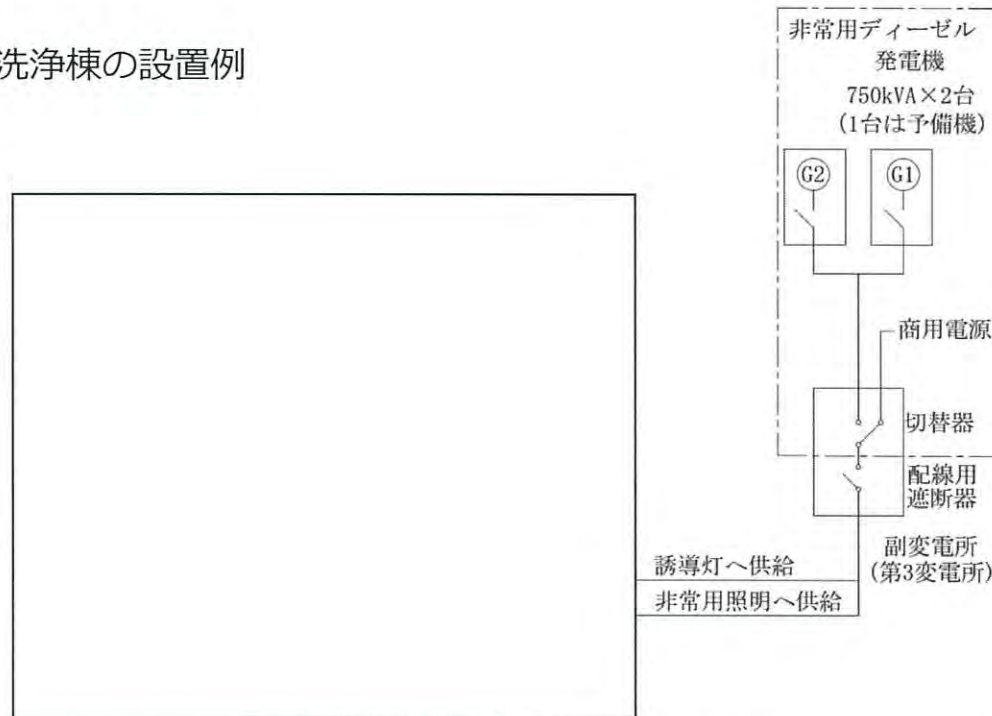 洗浄棟の設置例
非常用ディーゼル
発電機
750kVA×2台
(1台は予備機)
G2
G1
商用電源
切替器
配線用
遮断器
副変電所
(第3変電所)
誘導灯へ供給
非常用照明へ供給